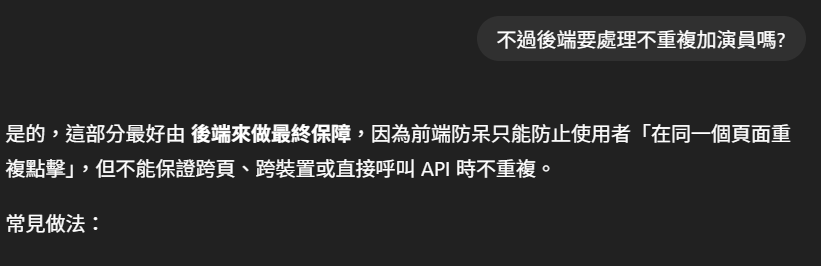 不過後端要處理不重複加演員嗎?
是的，這部分最好由 後端來做最終保障，因為前端防呆只能防止使用者「在同一個頁面重
複點擊」，但不能保證跨頁、跨裝置或直接呼叫 API 時不重複。
常見做法：